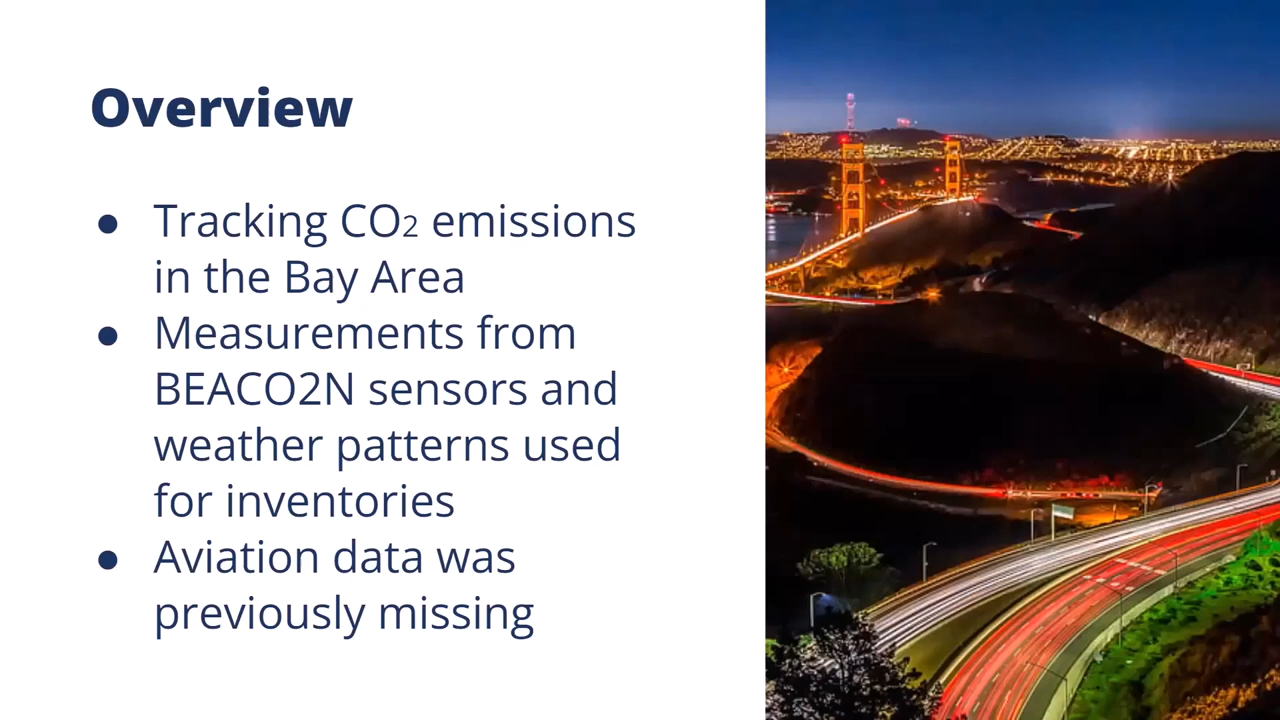 Overview
● Tracking CO₂ emissions
in the Bay Area
● Measurements from
BEACO2N sensors and
weather patterns used
for inventories
● Aviation data was
previously missing